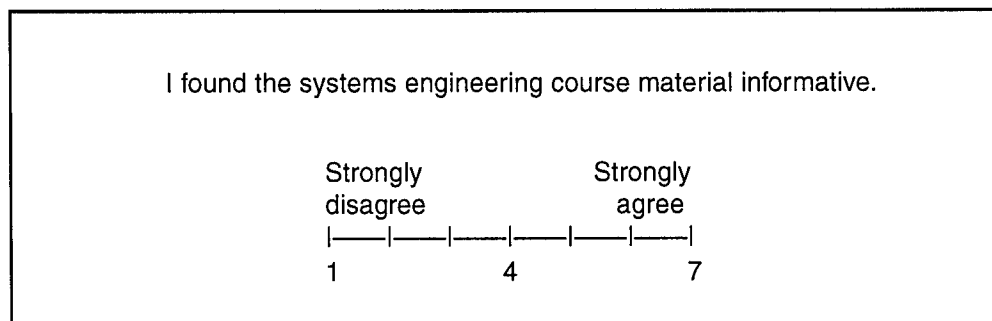 I found the systems engineering course material informative.
Strongly disagree
Strongly agree
1 4 7